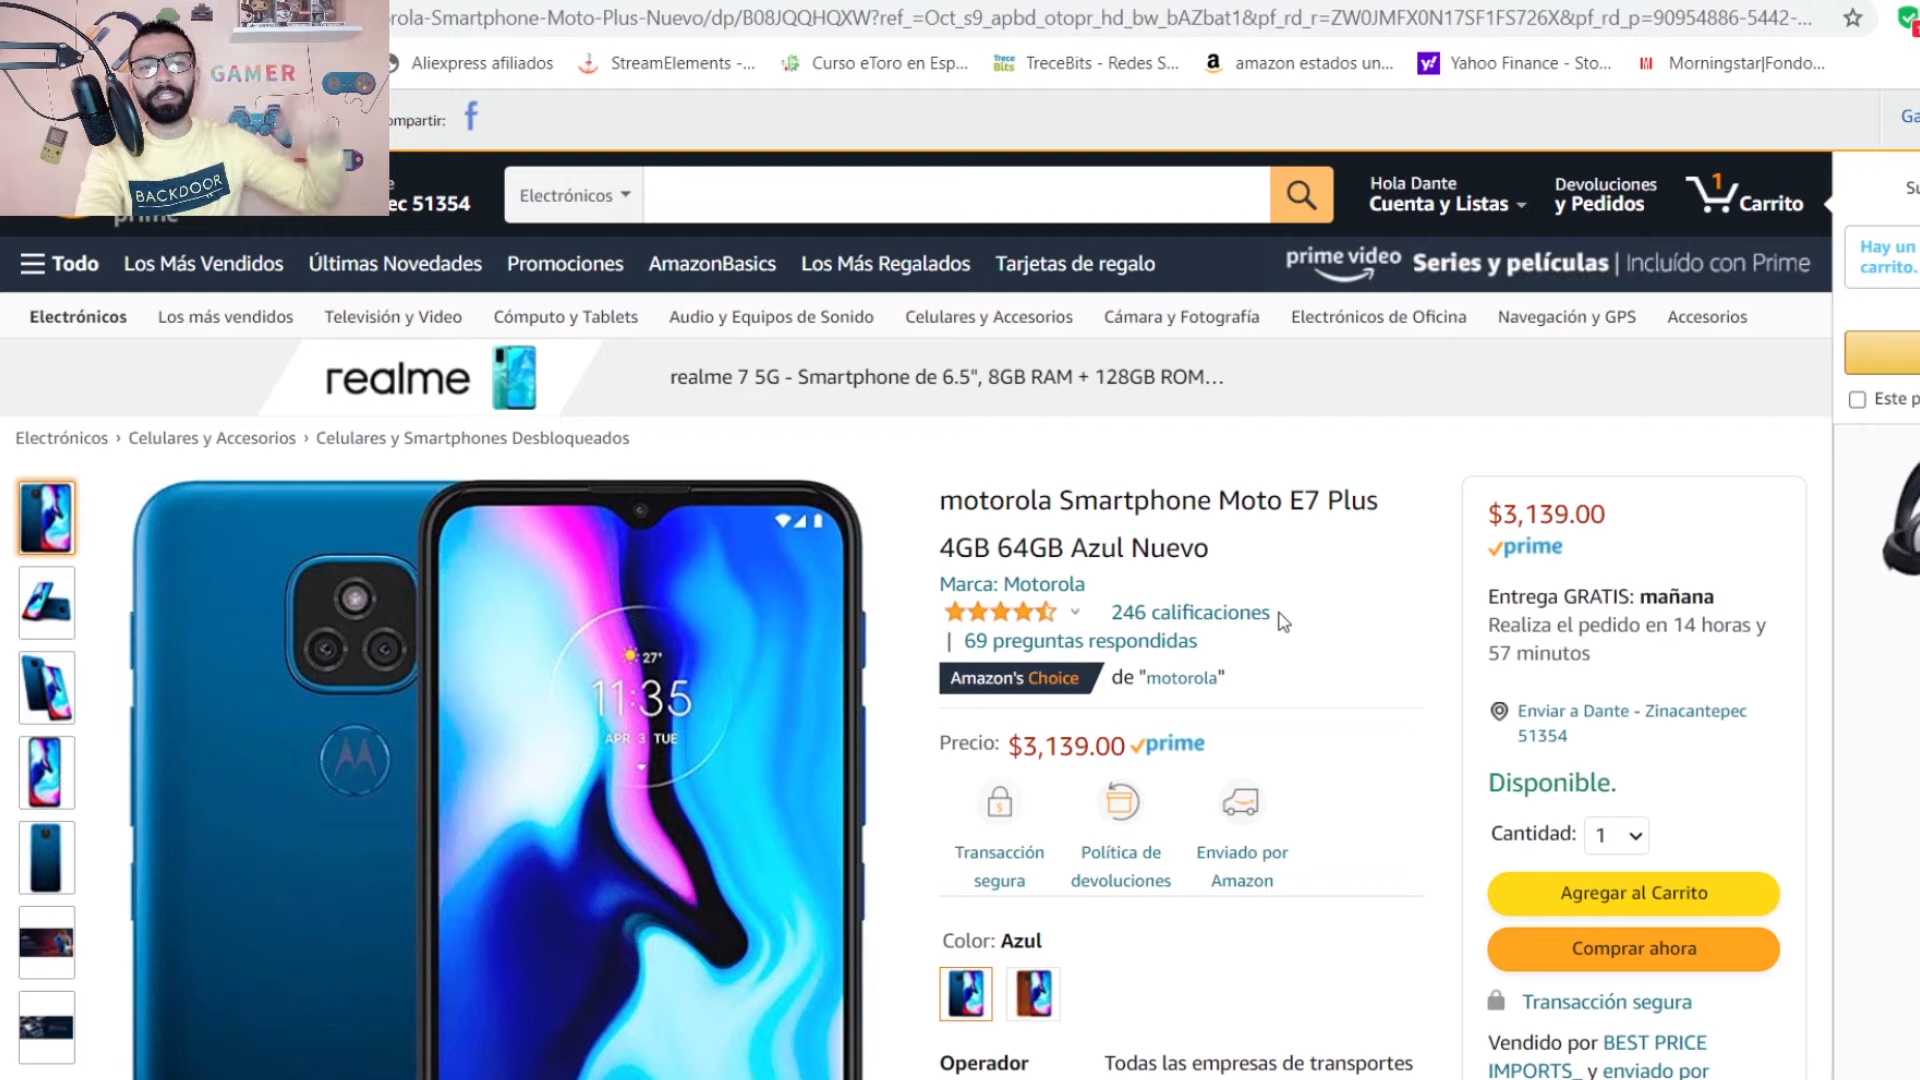 rola-Smartphone-Moto-Plus-Nuevo/dp/B08JQQHQXW?ref_=Oct_s9_apbd_otopr_hd_bw_bAZbat1&pf_rd_r=ZW0JMFX0N17SF1FS726X&pf_rd_p=90954886-5442-...
Aliexpress afiliados
StreamElements -...
Curso eToro en Esp...
Trece Bits
TreceBits - Redes S...
a
amazon estados un...
y!
Yahoo Finance - Sto...
Morningstar|Fondo...
GAMER
BACKDOOR
ompartir:
f
Ga
prime
e
ec 51354
Electrónicos
Hola Dante
Cuenta y Listas
Devoluciones
y Pedidos
1
Carrito
Su
Hay un
carrito.
Todo
Los Más Vendidos
Últimas Novedades
Promociones
AmazonBasics
Los Más Regalados
Tarjetas de regalo
prime video
Series y películas | Incluído con Prime
Electrónicos
Los más vendidos
Televisión y Video
Cómputo y Tablets
Audio y Equipos de Sonido
Celulares y Accesorios
Cámara y Fotografía
Electrónicos de Oficina
Navegación y GPS
Accesorios
realme
realme 7 5G - Smartphone de 6.5", 8GB RAM + 128GB ROM...
Este p
Electrónicos › Celulares y Accesorios › Celulares y Smartphones Desbloqueados
27°
11:35
APR 3 TUE
motorola Smartphone Moto E7 Plus
4GB 64GB Azul Nuevo
Marca: Motorola
246 calificaciones
| 69 preguntas respondidas
Amazon's Choice de "motorola"
Precio: $3,139.00 prime
Transacción
segura
Política de
devoluciones
Enviado por
Amazon
Color: Azul
Operador
Todas las empresas de transportes
$3,139.00
prime
Entrega GRATIS: mañana
Realiza el pedido en 14 horas y
57 minutos
Enviar a Dante - Zinacantepec
51354
Disponible.
Cantidad: 1
Agregar al Carrito
Comprar ahora
Transacción segura
Vendido por BEST PRICE
IMPORTS_ y enviado por